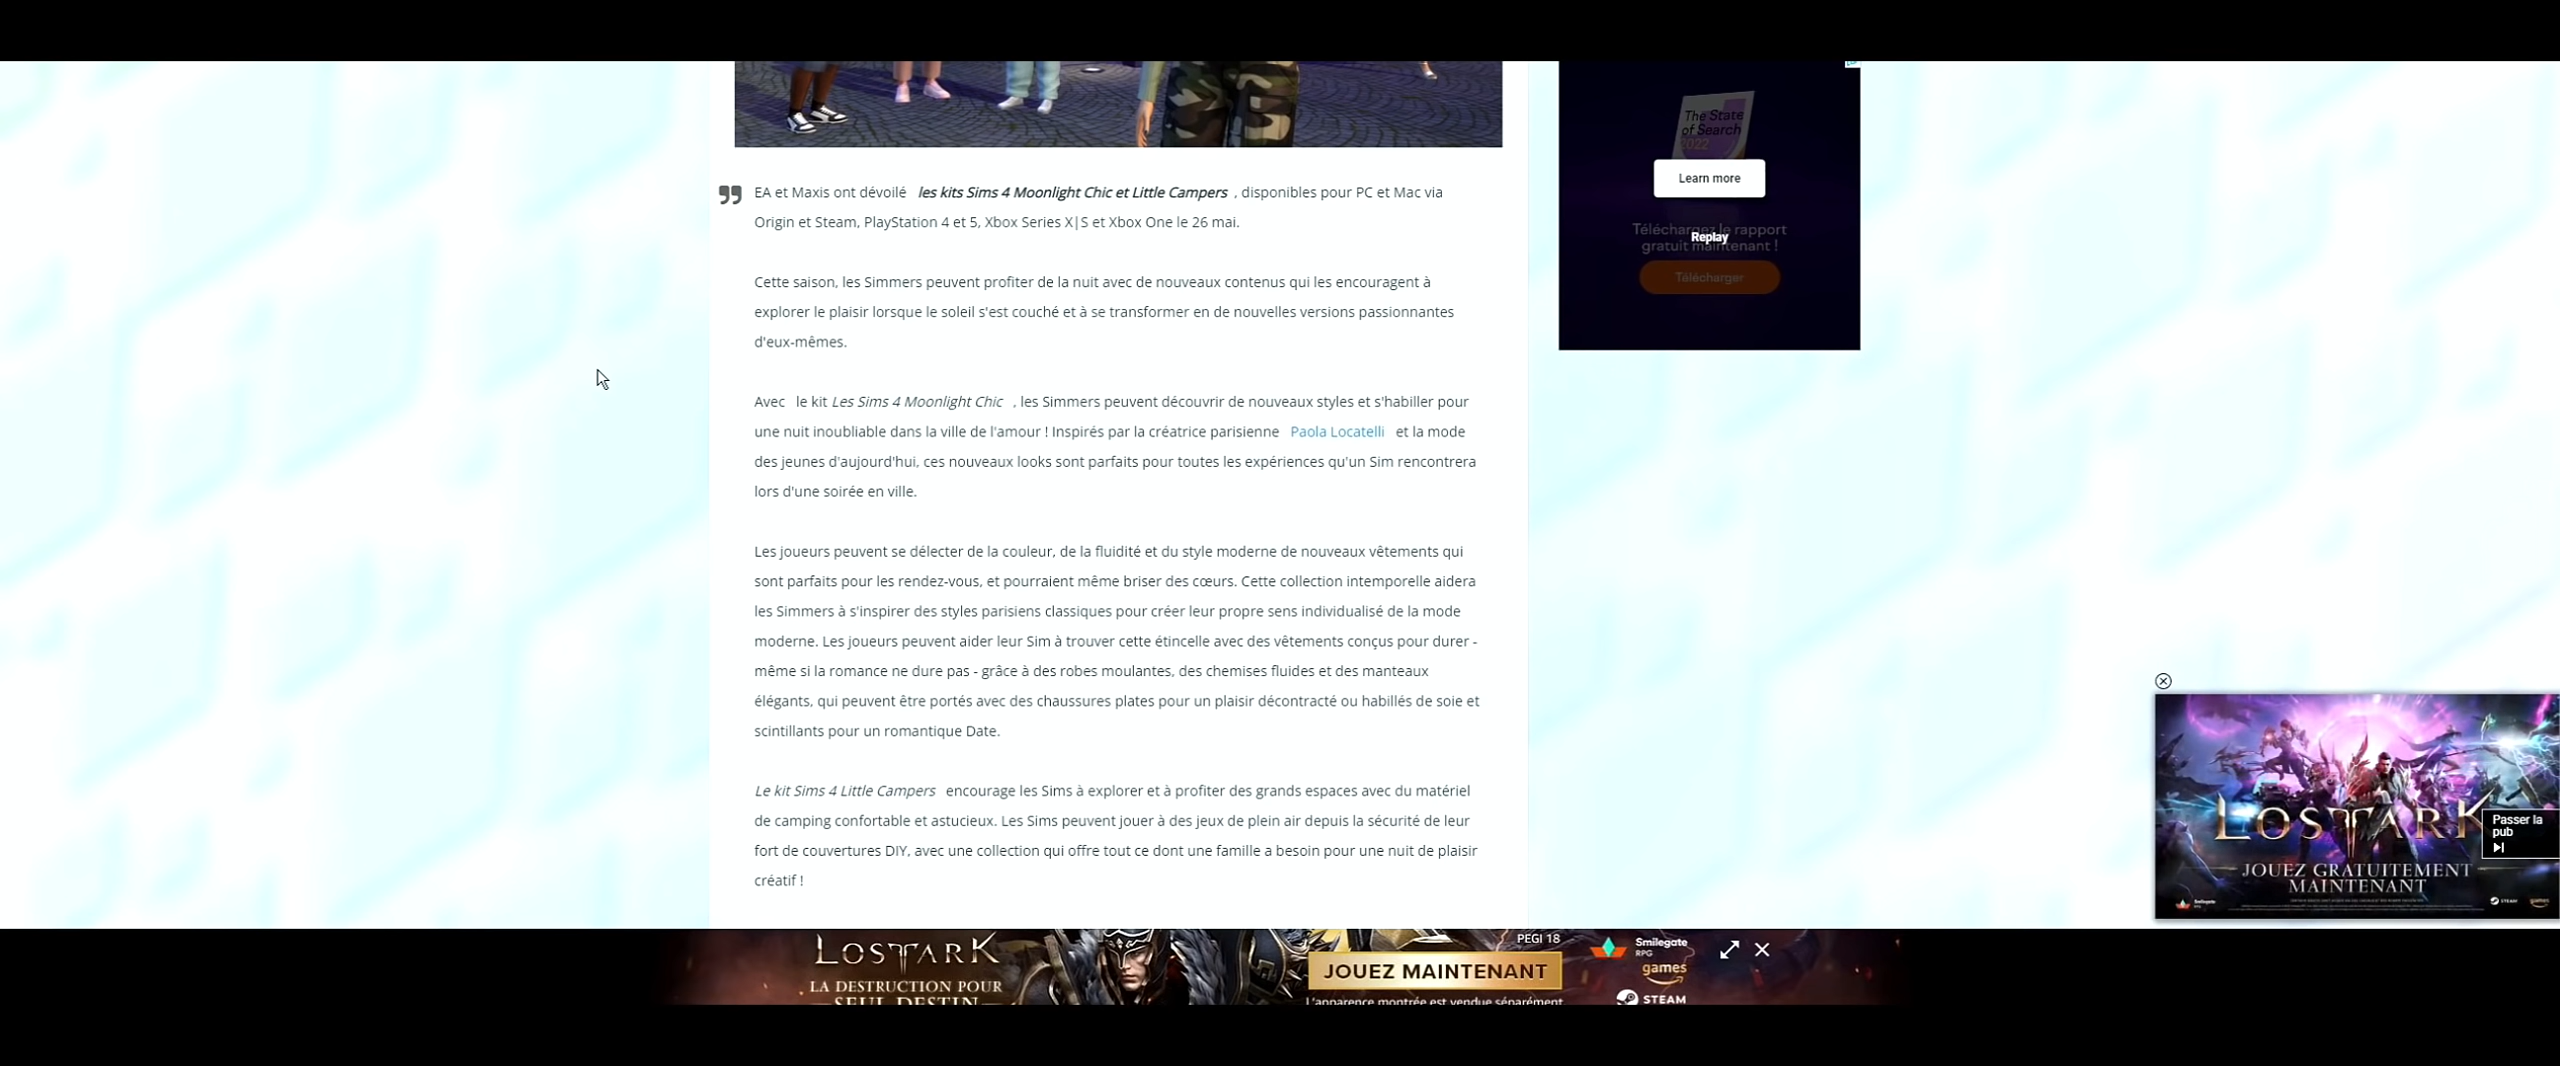 EA et Maxis ont dévoilé les kits Sims 4 Moonlight Chic et Little Campers , disponibles pour PC et Mac via
Origin et Steam, PlayStation 4 et 5, Xbox Series X|S et Xbox One le 26 mai.
Cette saison, les Simmers peuvent profiter de la nuit avec de nouveaux contenus qui les encouragent à
explorer le plaisir lorsque le soleil s'est couché et à se transformer en de nouvelles versions passionnantes
d'eux-mêmes.
Avec le kit Les Sims 4 Moonlight Chic , les Simmers peuvent découvrir de nouveaux styles et s'habiller pour
une nuit inoubliable dans la ville de l'amour ! Inspirés par la créatrice parisienne Paola Locatelli et la mode
des jeunes d'aujourd'hui, ces nouveaux looks sont parfaits pour toutes les expériences qu'un Sim rencontrera
lors d'une soirée en ville.
Les joueurs peuvent se délecter de la couleur, de la fluidité et du style moderne de nouveaux vêtements qui
sont parfaits pour les rendez-vous, et pourraient même briser des cœurs. Cette collection intemporelle aidera
les Simmers à s'inspirer des styles parisiens classiques pour créer leur propre sens individualisé de la mode
moderne. Les joueurs peuvent aider leur Sim à trouver cette étincelle avec des vêtements conçus pour durer -
même si la romance ne dure pas - grâce à des robes moulantes, des chemises fluides et des manteaux
élégants, qui peuvent être portés avec des chaussures plates pour un plaisir décontracté ou habillés de soie et
scintillants pour un romantique Date.
Le kit Sims 4 Little Campers encourage les Sims à explorer et à profiter des grands espaces avec du matériel
de camping confortable et astucieux. Les Sims peuvent jouer à des jeux de plein air depuis la sécurité de leur
fort de couvertures DIY, avec une collection qui offre tout ce dont une famille a besoin pour une nuit de plaisir
créatif !
The State
of Search
2022
Learn more
Téléchargez le rapport
Replay
gratuit maintenant !
Télécharger
LOST ARK
Passer la
pub
JOUEZ GRATUITEMENT
MAINTENANT
Smilegate
RPG
STEAM
games
LOST ARK
LA DESTRUCTION POUR
SEUL DESTIN
PEGI 18
JOUEZ MAINTENANT
L'apparence montrée est vendue séparément
Smilegate
RPG
games
STEAM